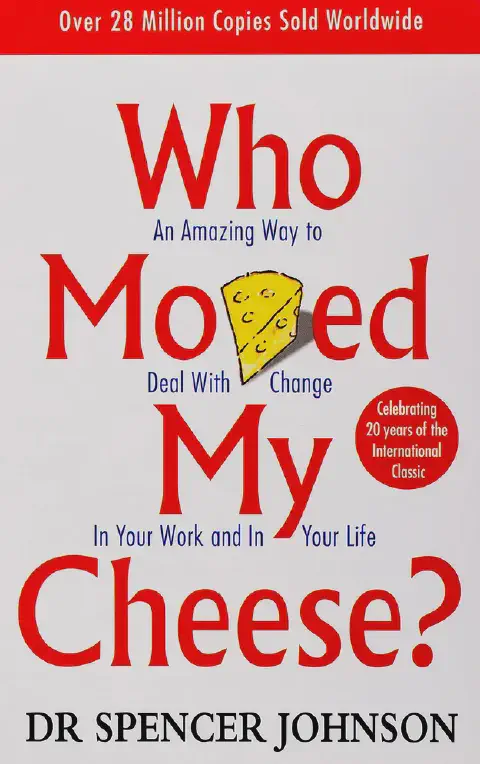 Over 28 Million Copies Sold Worldwide
Who
An Amazing Way to
Moved
Deal With Change
Celebrating
20 years of the
International
Classic
My
In Your Work and In Your Life
Cheese?
DR SPENCER JOHNSON